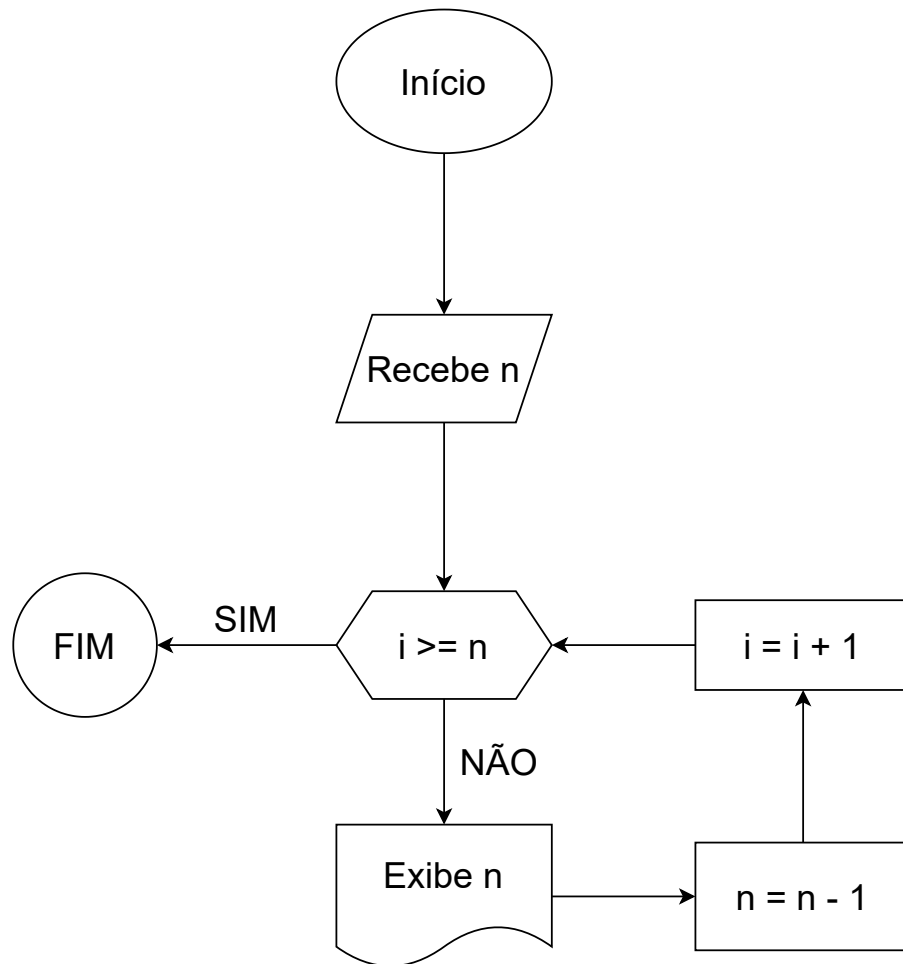 Início
Recebe n
SIM
FIM
i >= n
i = i + 1
NÃO
Exibe n
n = n - 1